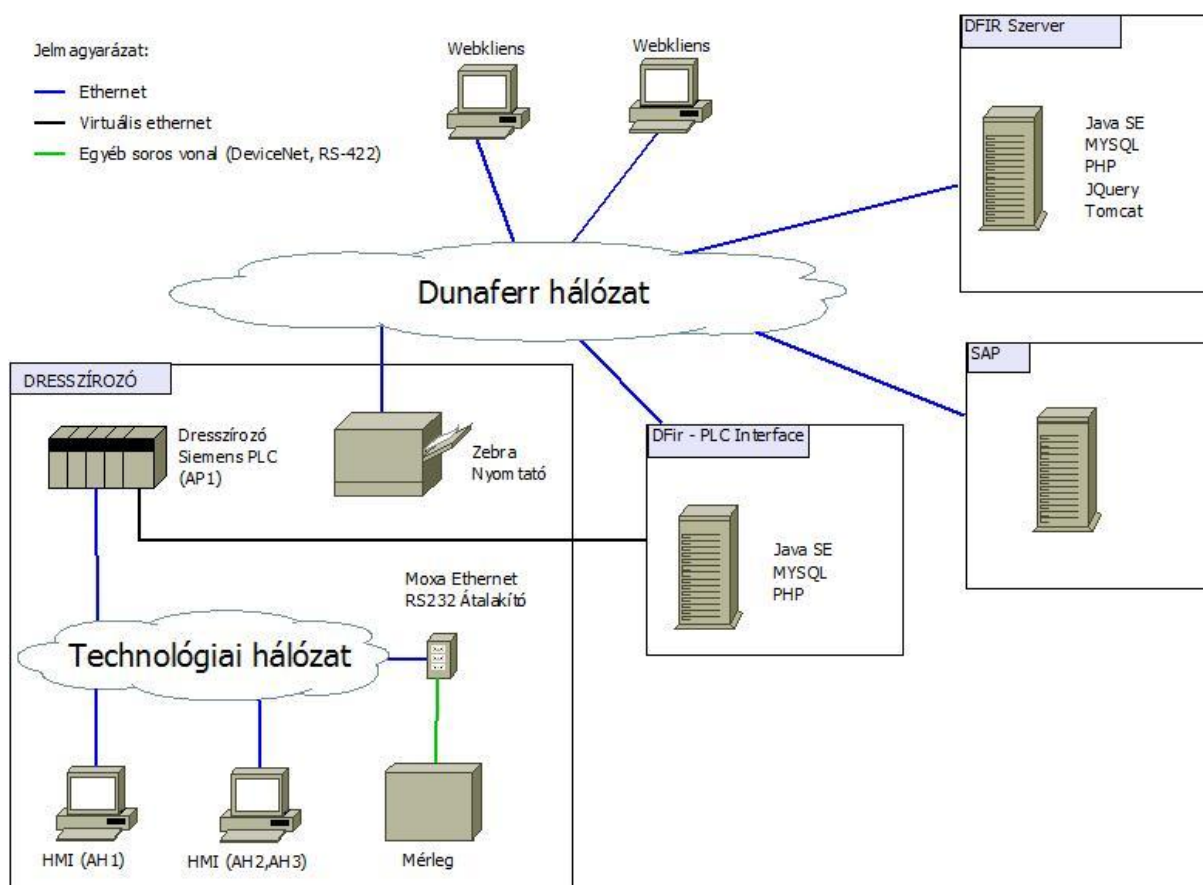 Jelmagyarázat:
Ethernet
Virtuális ethernet
Egyéb soros vonal (DeviceNet, RS-422)
Webkliens
Webkliens
DFIR Szerver
Java SE
MYSQL
PHP
JQuery
Tomcat
Dunaferr hálózat
SAP
DRESSZÍROZÓ
Dresszírozó
Siemens PLC
(AP1)
Zebra
Nyomtató
DFir - PLC Interface
Java SE
MYSQL
PHP
Moxa Ethernet
RS232 Átalakító
Technológiai hálózat
HMI (AH1)
HMI (AH2,AH3)
Mérleg